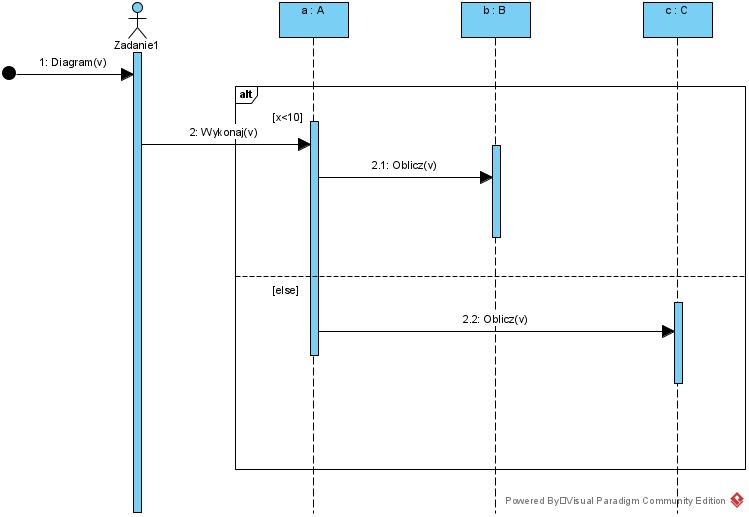 a : A
b : B
c : C
Zadanie1
1: Diagram(v)
alt
[x<10]
2: Wykonaj(v)
2.1: Oblicz(v)
[else]
2.2: Oblicz(v)
Powered By□Visual Paradigm Community Edition